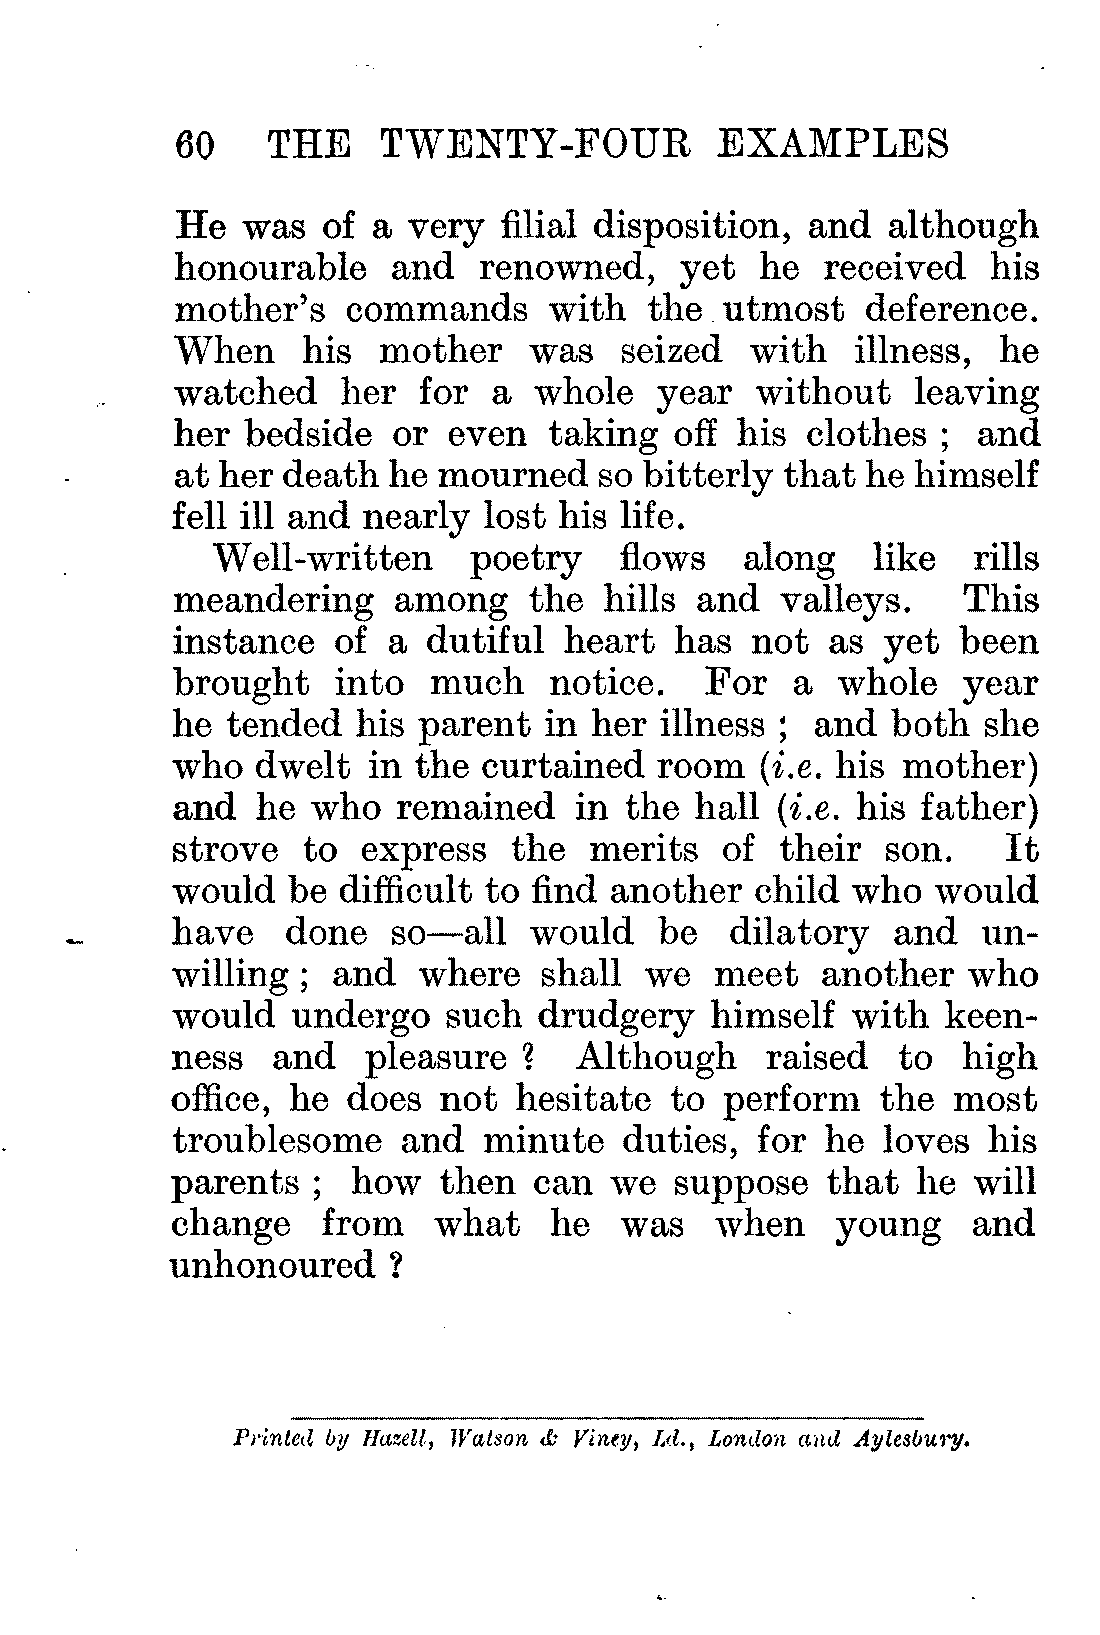 60 THE TWENTY-FOUR EXAMPLES
He was of a very filial disposition, and although
honourable and renowned, yet he received his
mother's commands with the utmost deference.
When his mother was seized with illness, he
watched her for a whole year without leaving
her bedside or even taking off his clothes ; and
at her death he mourned so bitterly that he himself
fell ill and nearly lost his life.
Well-written poetry flows along like rills
meandering among the hills and valleys. This
instance of a dutiful heart has not as yet been
brought into much notice. For a whole year
he tended his parent in her illness ; and both she
who dwelt in the curtained room (i.e. his mother)
and he who remained in the hall (i.e. his father)
strove to express the merits of their son. It
would be difficult to find another child who would
have done so—all would be dilatory and un-
willing ; and where shall we meet another who
would undergo such drudgery himself with keen-
ness and pleasure ? Although raised to high
office, he does not hesitate to perform the most
troublesome and minute duties, for he loves his
parents ; how then can we suppose that he will
change from what he was when young and
unhonoured ?
Printed by Hazell, Watson & Viney, Ld., London and Aylesbury.